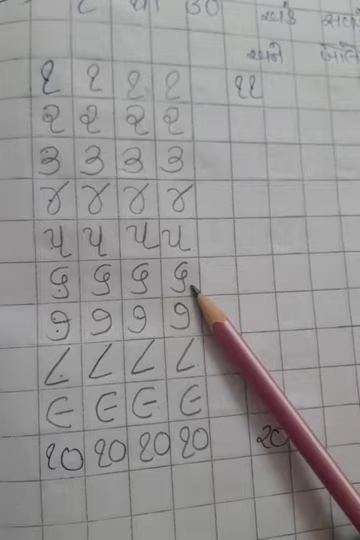 અને
૧ ૧ ૧ ૧ ૧૧
૨ ૨ ૨ ૨
૩ ૩ ૩ ૩
૪ ૪ ૪ ૪
૫ ૫ ૫ ૫
૬ ૬ ૬ ૬
૭ ૭ ૭ ૭
૮ ૮ ૮ ૮
૯ ૯ ૯ ૯
૧૦ ૧૦ ૧૦ ૧૦ ૨૦